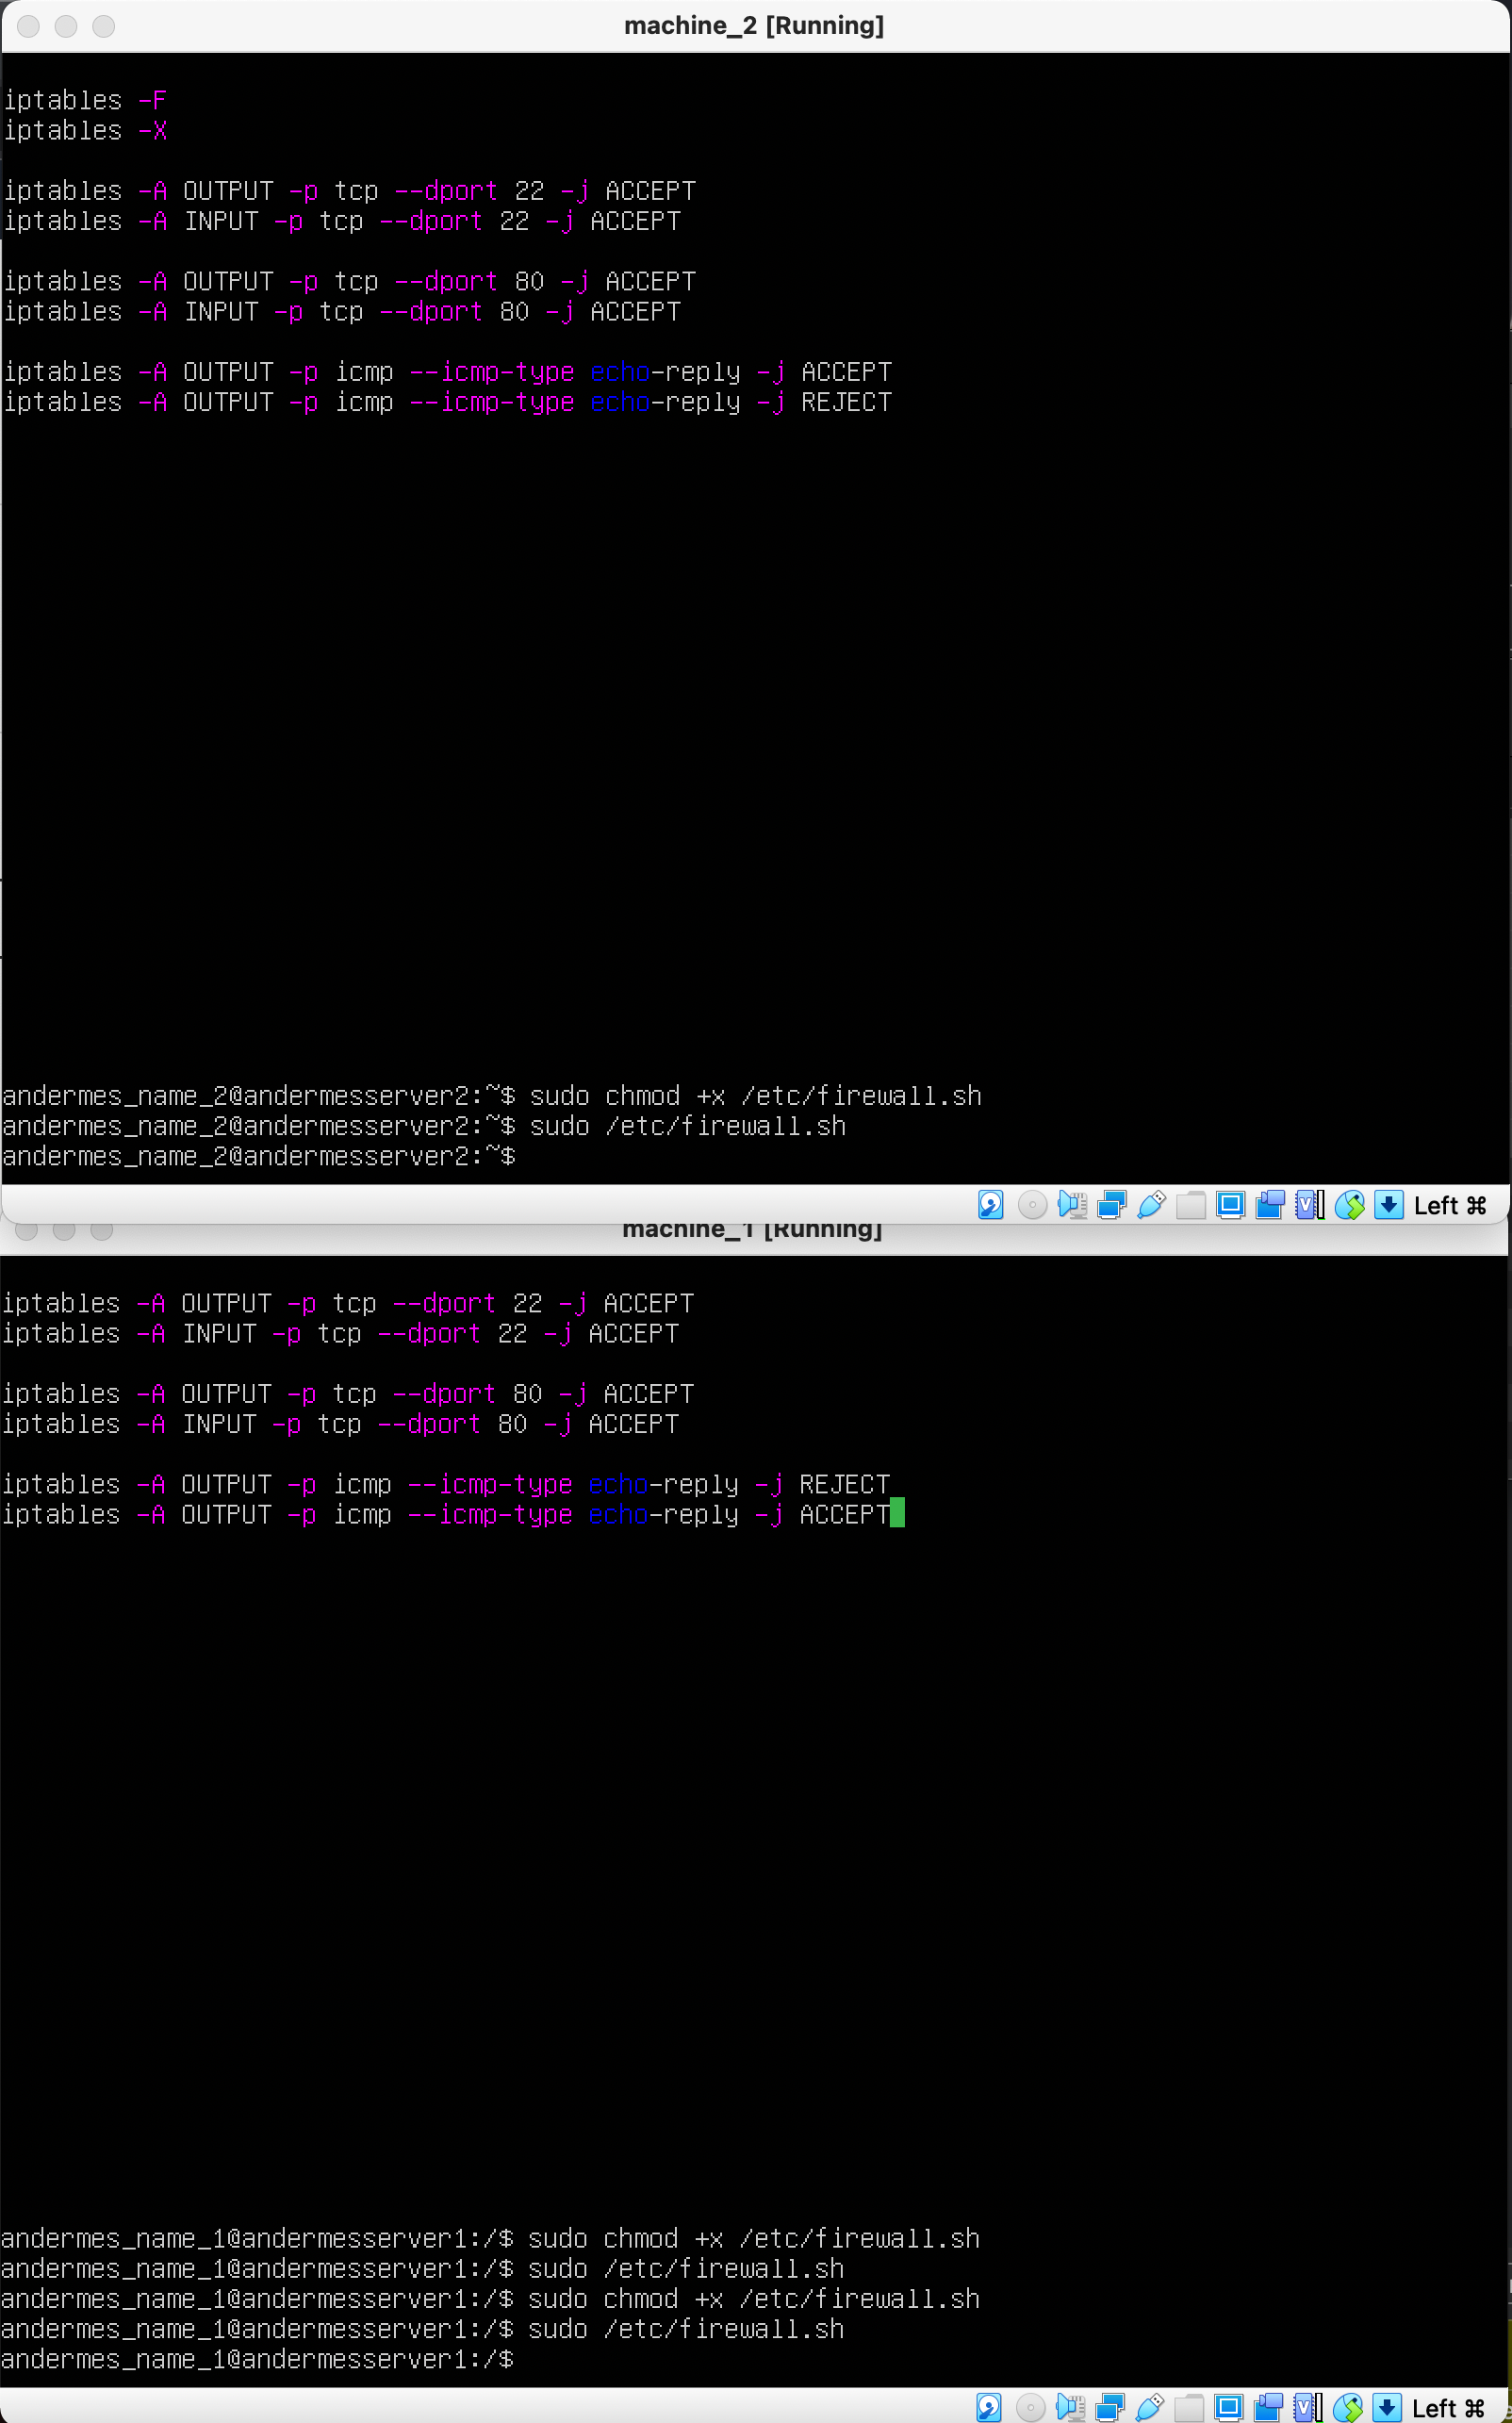 machine_2 [Running]
iptables -F
iptables -X
iptables -A OUTPUT -p tcp --dport 22 -j ACCEPT
iptables -A INPUT -p tcp --dport 22 -j ACCEPT
iptables -A OUTPUT -p tcp --dport 80 -j ACCEPT
iptables -A INPUT -p tcp --dport 80 -j ACCEPT
iptables -A OUTPUT -p icmp --icmp-type echo-reply -j ACCEPT
iptables -A OUTPUT -p icmp --icmp-type echo-reply -j REJECT
andermes_name_2@andermesserver2:~$ sudo chmod +x /etc/firewall.sh
andermes_name_2@andermesserver2:~$ sudo /etc/firewall.sh
andermes_name_2@andermesserver2:~$
Left ⌘
machine_1 [Running]
iptables -A OUTPUT -p tcp --dport 22 -j ACCEPT
iptables -A INPUT -p tcp --dport 22 -j ACCEPT
iptables -A OUTPUT -p tcp --dport 80 -j ACCEPT
iptables -A INPUT -p tcp --dport 80 -j ACCEPT
iptables -A OUTPUT -p icmp --icmp-type echo-reply -j REJECT
iptables -A OUTPUT -p icmp --icmp-type echo-reply -j ACCEPT
andermes_name_1@andermesserver1:/$ sudo chmod +x /etc/firewall.sh
andermes_name_1@andermesserver1:/$ sudo /etc/firewall.sh
andermes_name_1@andermesserver1:/$ sudo chmod +x /etc/firewall.sh
andermes_name_1@andermesserver1:/$ sudo /etc/firewall.sh
andermes_name_1@andermesserver1:/$
Left ⌘